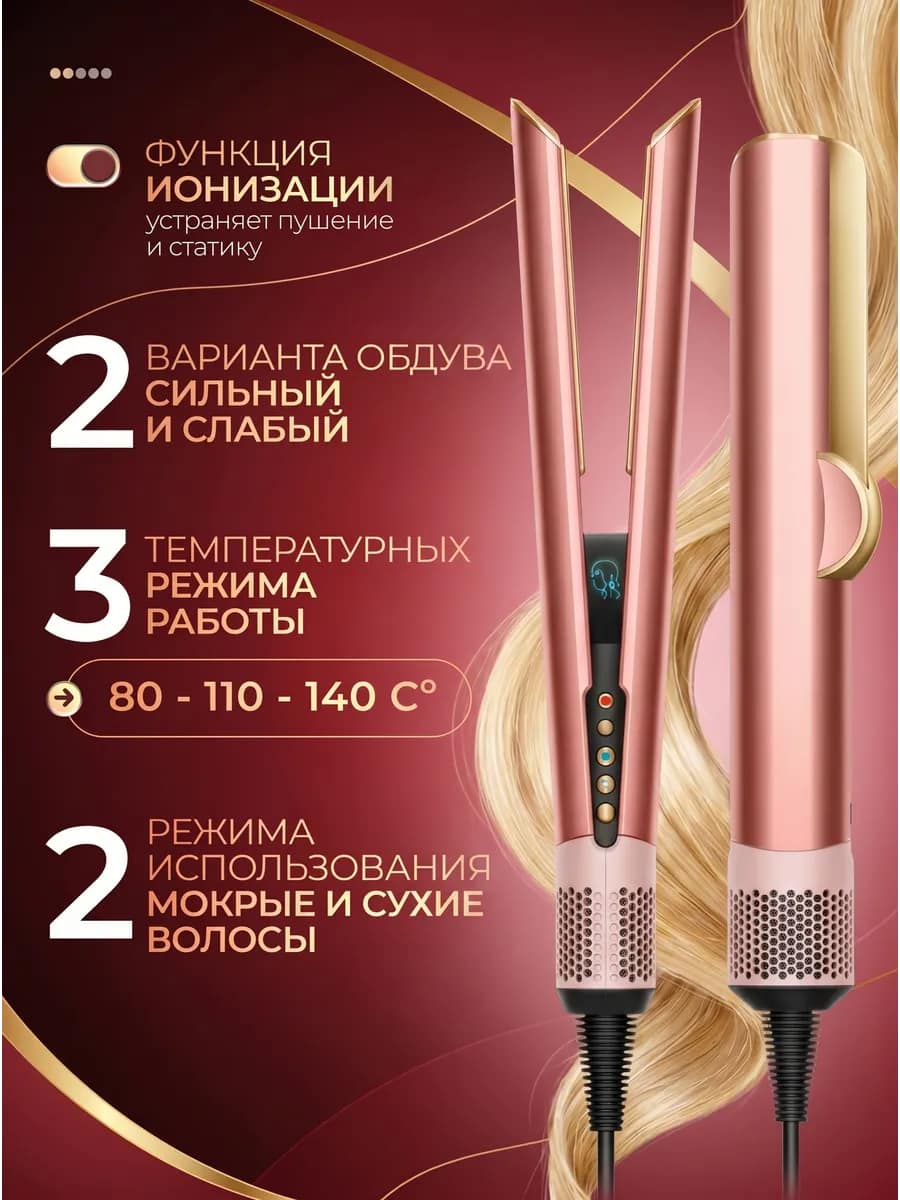 ФУНКЦИЯ
ИОНИЗАЦИИ
устраняет пушение
и статику
2
ВАРИАНТА ОБДУВА
СИЛЬНЫЙ
И СЛАБЫЙ
3
ТЕМПЕРАТУРНЫХ
РЕЖИМА
РАБОТЫ
80 - 110 - 140 С°
2
РЕЖИМА
ИСПОЛЬЗОВАНИЯ
МОКРЫЕ И СУХИЕ
ВОЛОСЫ